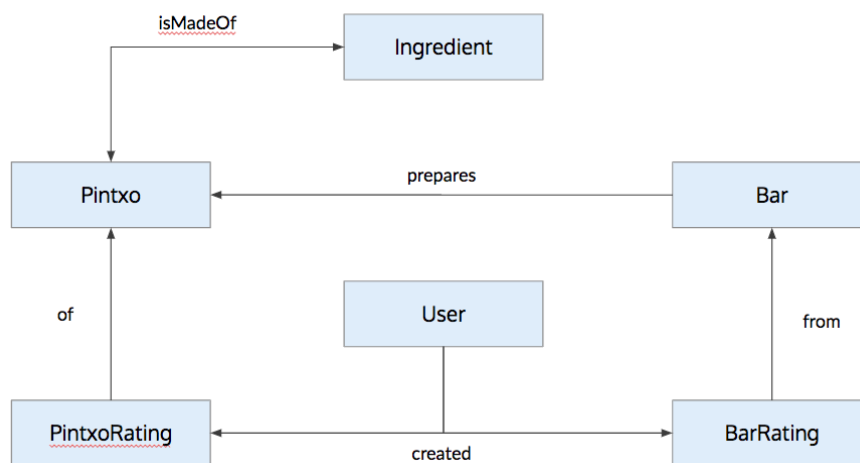 isMadeOf
Ingredient
Pintxo
prepares
Bar
of
User
from
PintxoRating
created
BarRating